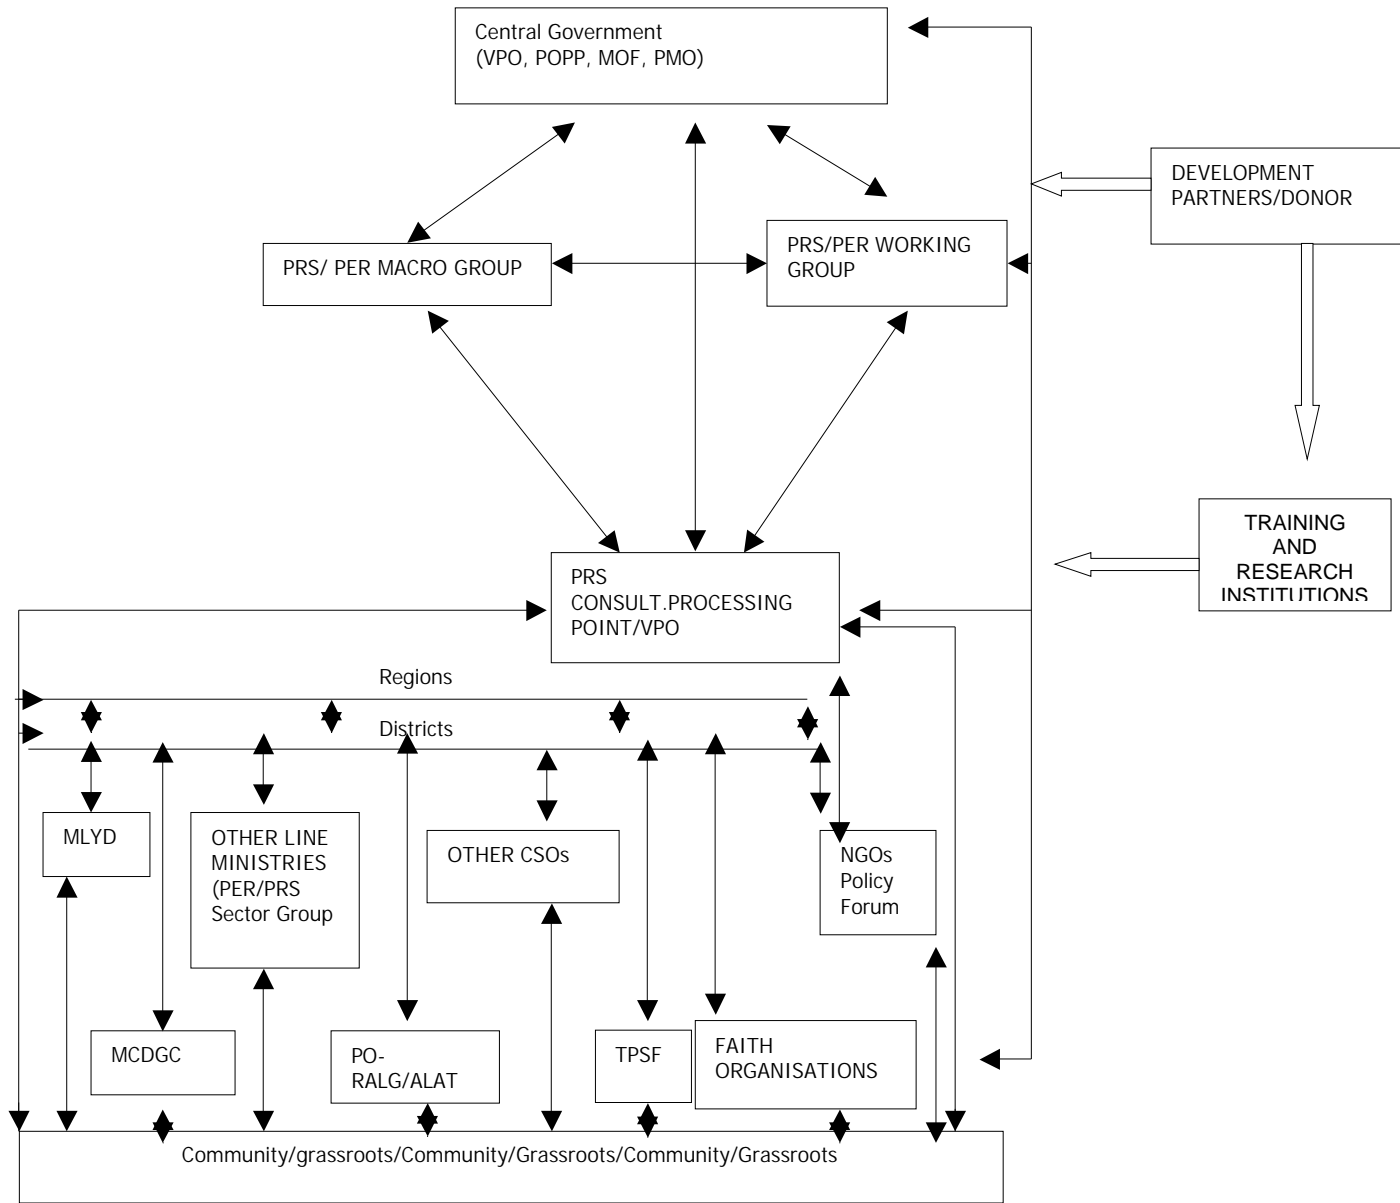 Central Government
(VPO, POPP, MOF, PMO)
DEVELOPMENT
PARTNERS/DONOR
PRS/ PER MACRO GROUP
PRS/PER WORKING
GROUP
TRAINING
AND
RESEARCH
INSTITUTIONS
PRS
CONSULT.PROCESSING
POINT/VPO
Regions
Districts
MLYD
OTHER LINE
MINISTRIES
(PER/PRS
Sector Group
OTHER CSOs
NGOs
Policy
Forum
MCDGC
PO-
RALG/ALAT
TPSF
FAITH
ORGANISATIONS
Community/grassroots/Community/Grassroots/Community/Grassroots